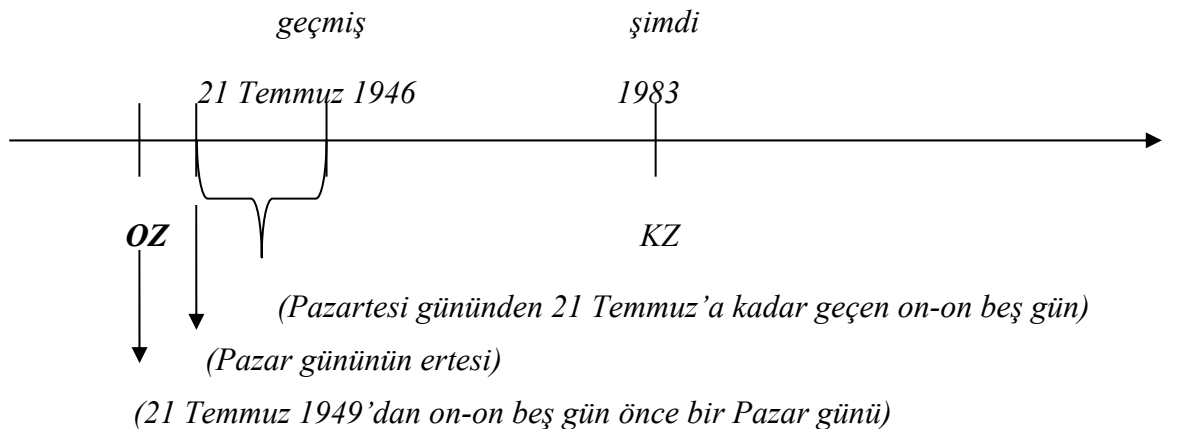 geçmiş şimdi
21 Temmuz 1946 1983
OZ KZ
(Pazartesi gününden 21 Temmuz’a kadar geçen on-on beş gün)
(Pazar gününün ertesi)
(21 Temmuz 1949’dan on-on beş gün önce bir Pazar günü)